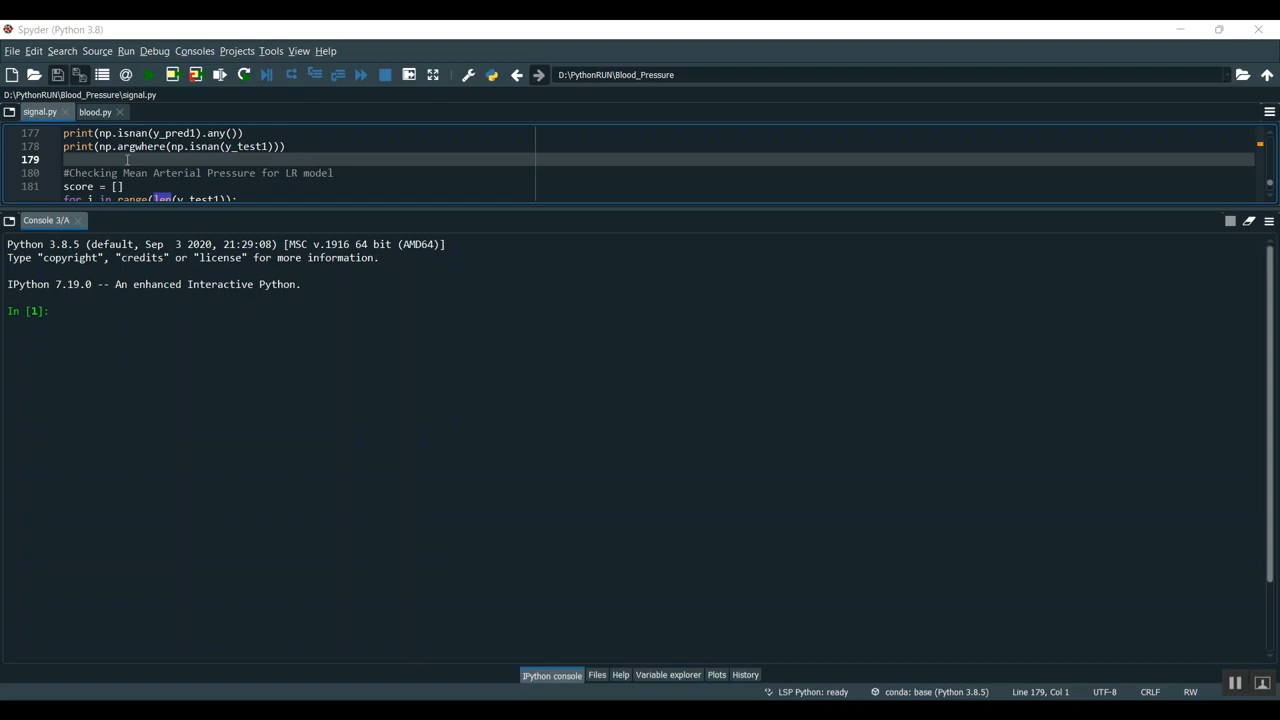 Spyder (Python 3.8)
File Edit Search Source Run Debug Consoles Projects Tools View Help
D:\PythonRUN\Blood_Pressure
D:\PythonRUN\Blood_Pressure\signal.py
signal.py blood.py
177 print(np.isnan(y_pred1).any())
178 print(np.argwhere(np.isnan(y_test1)))
179
180 #Checking Mean Arterial Pressure for LR model
181 score = []
for i in range(len(y_test1)):
Console 3/A
Python 3.8.5 (default, Sep  3 2020, 21:29:08) [MSC v.1916 64 bit (AMD64)]
Type "copyright", "credits" or "license" for more information.
IPython 7.19.0 -- An enhanced Interactive Python.
In [1]:
IPython console Files Help Variable explorer Plots History
LSP Python: ready conda: base (Python 3.8.5) Line 179, Col 1 UTF-8 CRLF RW